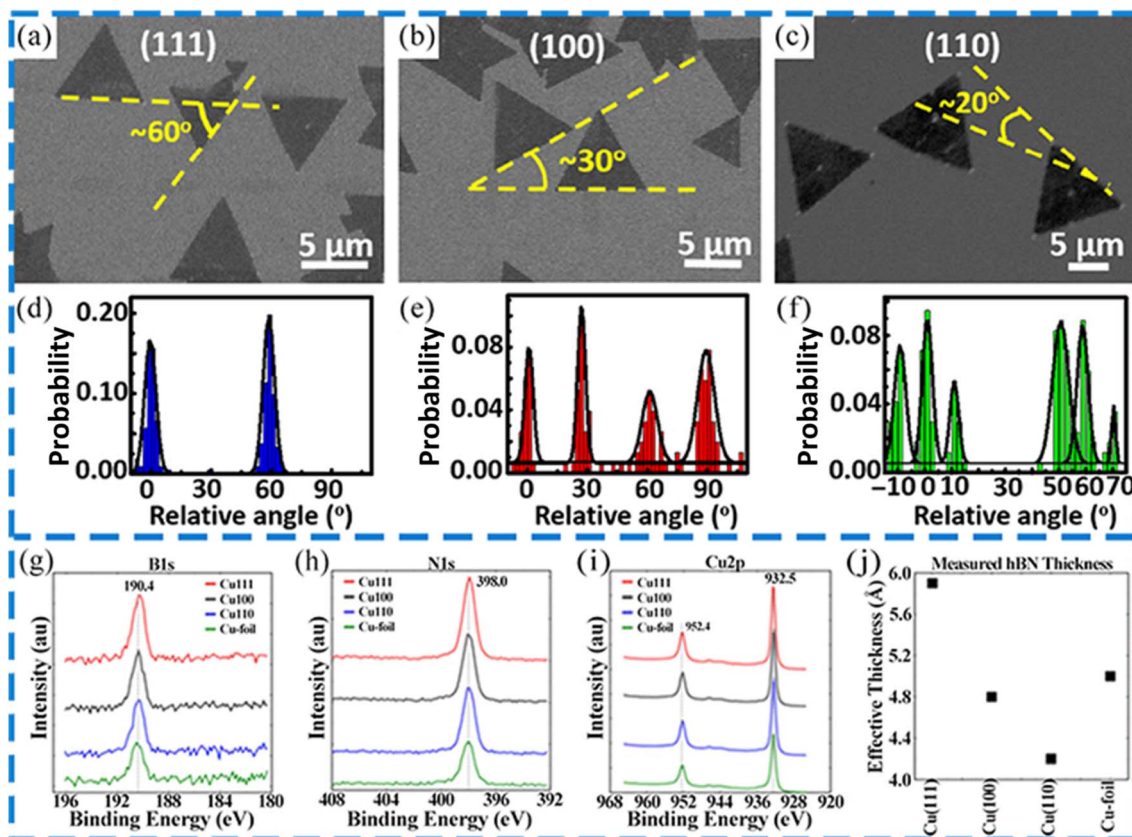 (a)
(111)
~60°
5 μm
(b)
(100)
~30°
5 μm
(c)
(110)
~20°
5 μm
(d)
Probability
0.20
0.10
0.00
0 30 60 90
Relative angle (°)
(e)
Probability
0.08
0.04
0.00
0 30 60 90
Relative angle (°)
(f)
Probability
0.08
0.04
0.00
−10 0 10 30 50 60 70
Relative angle (°)
(g)
B1s
190.4
Cu111
Cu100
Cu110
Cu-foil
Intensity (au)
196 192 188 184 180
Binding Energy (eV)
(h)
N1s
398.0
Cu111
Cu100
Cu110
Cu-foil
Intensity (au)
408 404 400 396 392
Binding Energy (eV)
(i)
Cu2p
932.5
952.4
Cu111
Cu100
Cu110
Cu-foil
Intensity (au)
968 960 952 944 936 928 920
Binding Energy (eV)
(j)
Measured hBN Thickness
Effective Thickness (Å)
6.0
5.6
5.2
4.8
4.4
4.0
Cu(111)
Cu(100)
Cu(110)
Cu-foil